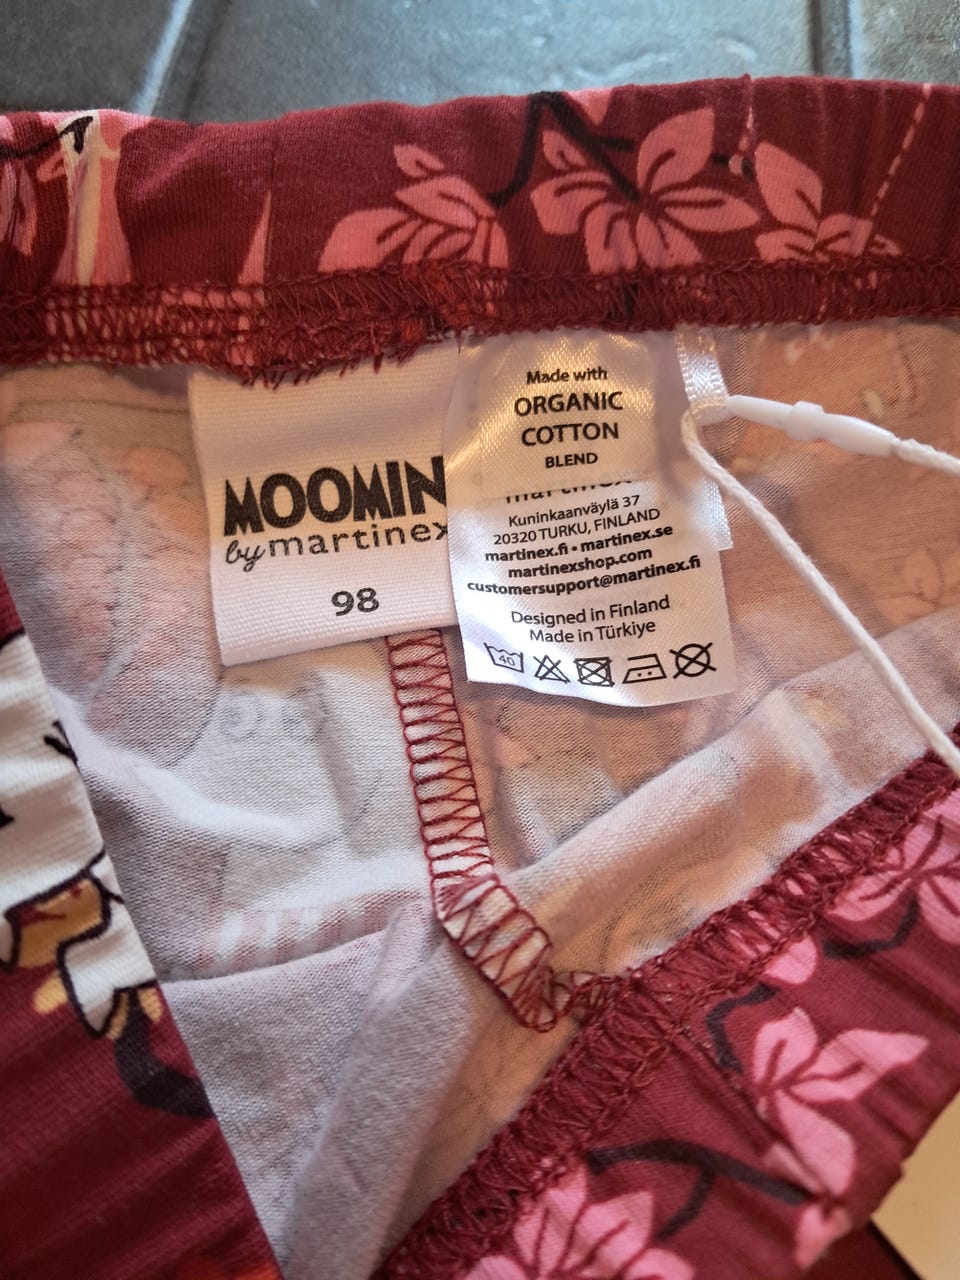 MOOMIN
by martinex
98
Made with
ORGANIC
COTTON
BLEND
martinex
Kuninkaanväylä 37
20320 TURKU, FINLAND
martinex.fi • martinex.se
martinexshop.com
customersupport@martinex.fi
Designed in Finland
Made in Türkiye
40